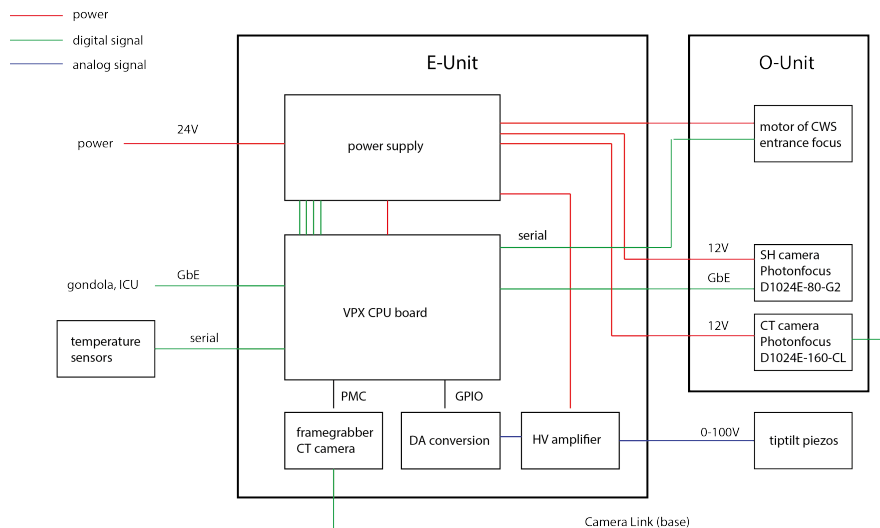 power
digital signal
analog signal
E-Unit
O-Unit
24V
power
power supply
motor of CWS
entrance focus
serial
12V
SH camera
Photonfocus
D1024E-80-G2
GbE
GbE
gondola, ICU
VPX CPU board
12V
CT camera
Photonfocus
D1024E-160-CL
serial
temperature
sensors
PMC
GPIO
framegrabber
CT camera
DA conversion
HV amplifier
0-100V
tiptilt piezos
Camera Link (base)